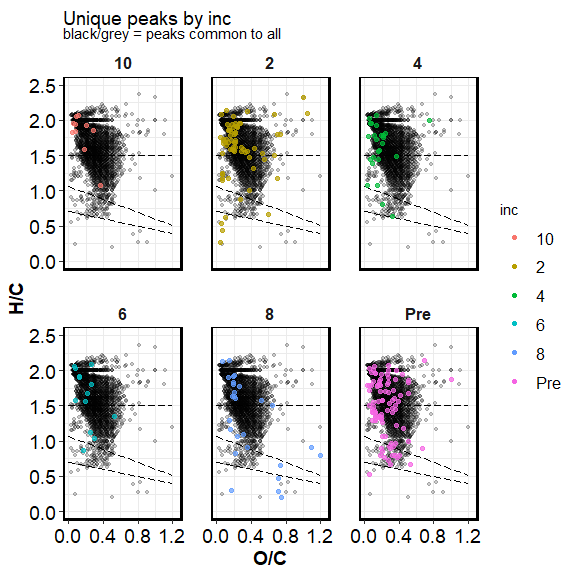 Unique peaks by inc
black/grey = peaks common to all
10 2 4
2.5
2.0
1.5
1.0
0.5
0.0
H/C
6 8 Pre
2.5
2.0
1.5
1.0
0.5
0.0
0.0 0.4 0.8 1.2 0.0 0.4 0.8 1.2 0.0 0.4 0.8 1.2
O/C
inc
10
2
4
6
8
Pre